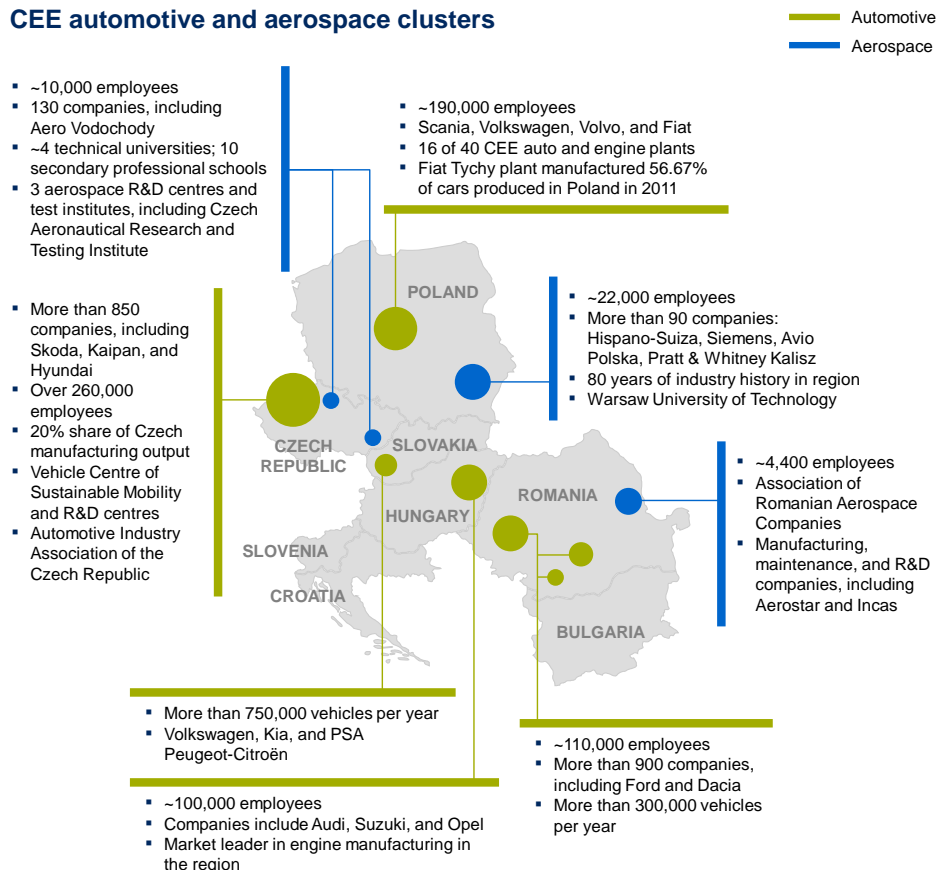 CEE automotive and aerospace clusters
Automotive
Aerospace
~10,000 employees
130 companies, including
Aero Vodochody
~4 technical universities; 10
secondary professional schools
3 aerospace R&D centres and
test institutes, including Czech
Aeronautical Research and
Testing Institute
~190,000 employees
Scania, Volkswagen, Volvo, and Fiat
16 of 40 CEE auto and engine plants
Fiat Tychy plant manufactured 56.67%
of cars produced in Poland in 2011
More than 850
companies, including
Skoda, Kaipan, and
Hyundai
Over 260,000
employees
20% share of Czech
manufacturing output
Vehicle Centre of
Sustainable Mobility
and R&D centres
Automotive Industry
Association of the
Czech Republic
~22,000 employees
More than 90 companies:
Hispano-Suiza, Siemens, Avio
Polska, Pratt & Whitney Kalisz
80 years of industry history in region
Warsaw University of Technology
~4,400 employees
Association of
Romanian Aerospace
Companies
Manufacturing,
maintenance, and R&D
companies, including
Aerostar and Incas
POLAND
CZECH
REPUBLIC
SLOVAKIA
HUNGARY
ROMANIA
SLOVENIA
CROATIA
BULGARIA
More than 750,000 vehicles per year
Volkswagen, Kia, and PSA
Peugeot-Citroën
~100,000 employees
Companies include Audi, Suzuki, and Opel
Market leader in engine manufacturing in
the region
~110,000 employees
More than 900 companies,
including Ford and Dacia
More than 300,000 vehicles
per year